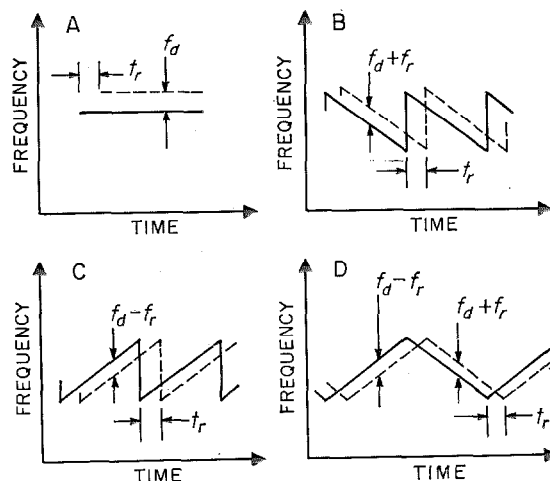 A
f_d
t_r
FREQUENCY
TIME
B
f_d+f_r
t_r
FREQUENCY
TIME
C
f_d−f_r
t_r
FREQUENCY
TIME
D
f_d−f_r
f_d+f_r
t_r
FREQUENCY
TIME